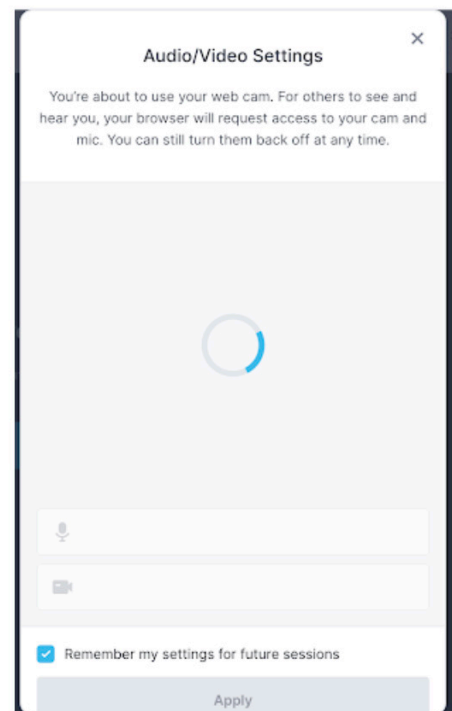 Audio/Video Settings
You're about to use your web cam. For others to see and
hear you, your browser will request access to your cam and
mic. You can still turn them back off at any time.
Remember my settings for future sessions
Apply